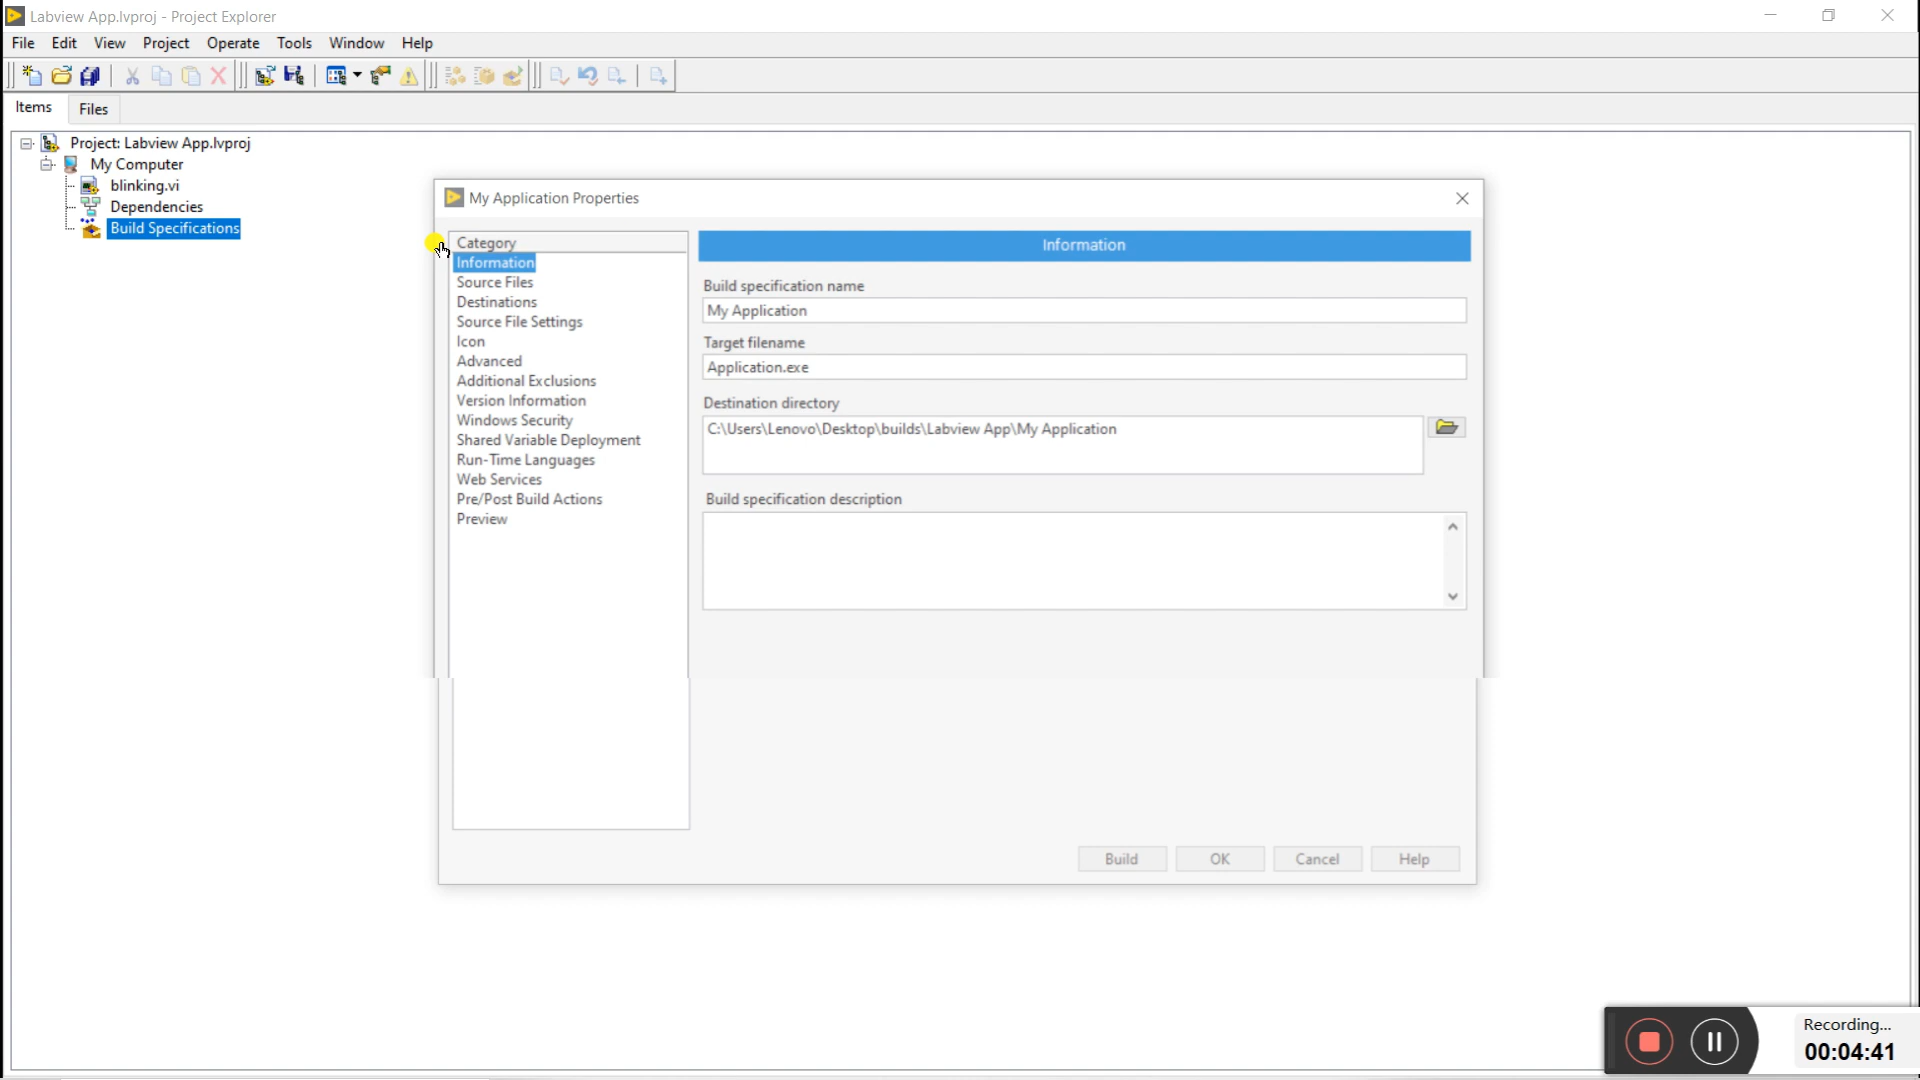 Labview App.lvproj - Project Explorer
File Edit View Project Operate Tools Window Help
Items Files
Project: Labview App.lvproj
My Computer
blinking.vi
Dependencies
Build Specifications
My Application Properties
Category
Information
Source Files
Destinations
Source File Settings
Icon
Advanced
Additional Exclusions
Version Information
Windows Security
Shared Variable Deployment
Run-Time Languages
Web Services
Pre/Post Build Actions
Preview
Information
Build specification name
My Application
Target filename
Application.exe
Destination directory
C:\Users\Lenovo\Desktop\builds\Labview App\My Application
Build specification description
Build OK Cancel Help
Recording...
00:04:41